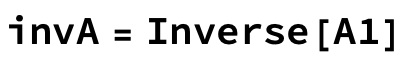 invA = Inverse[A1]